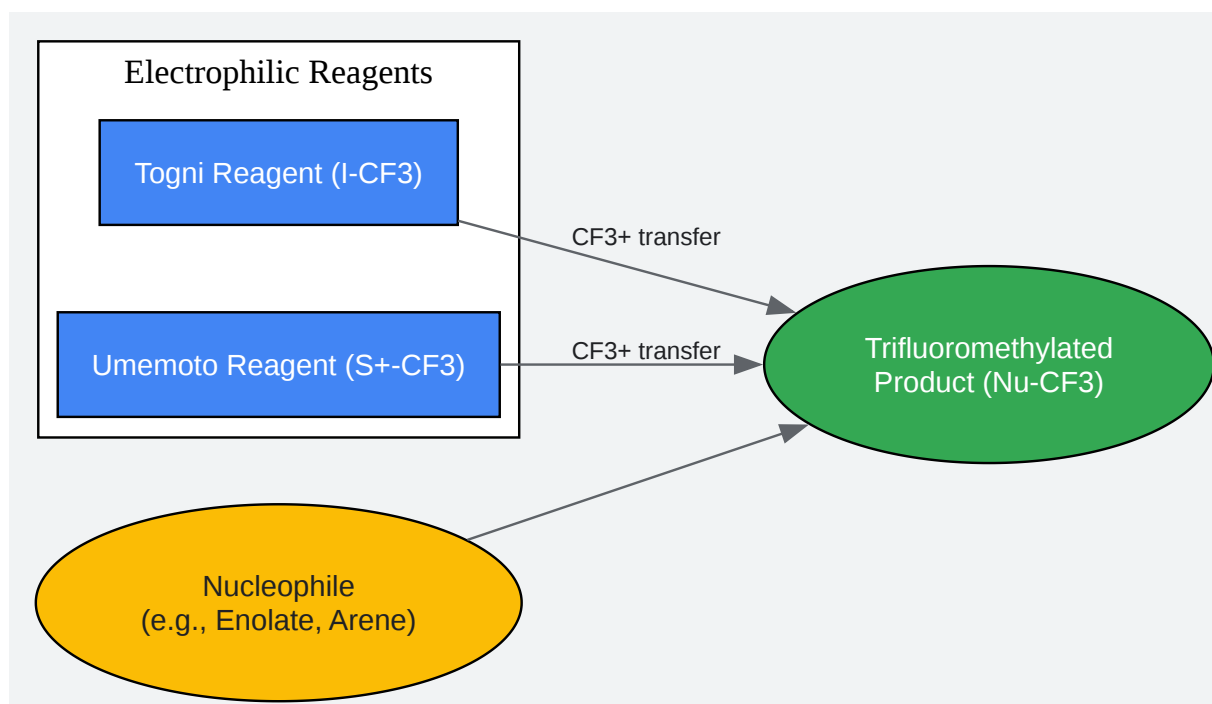 Electrophilic Reagents
Togni Reagent (I-CF3)
CF3+ transfer
Umemoto Reagent (S+-CF3)
CF3+ transfer
Trifluoromethylated
Product (Nu-CF3)
Nucleophile
(e.g., Enolate, Arene)